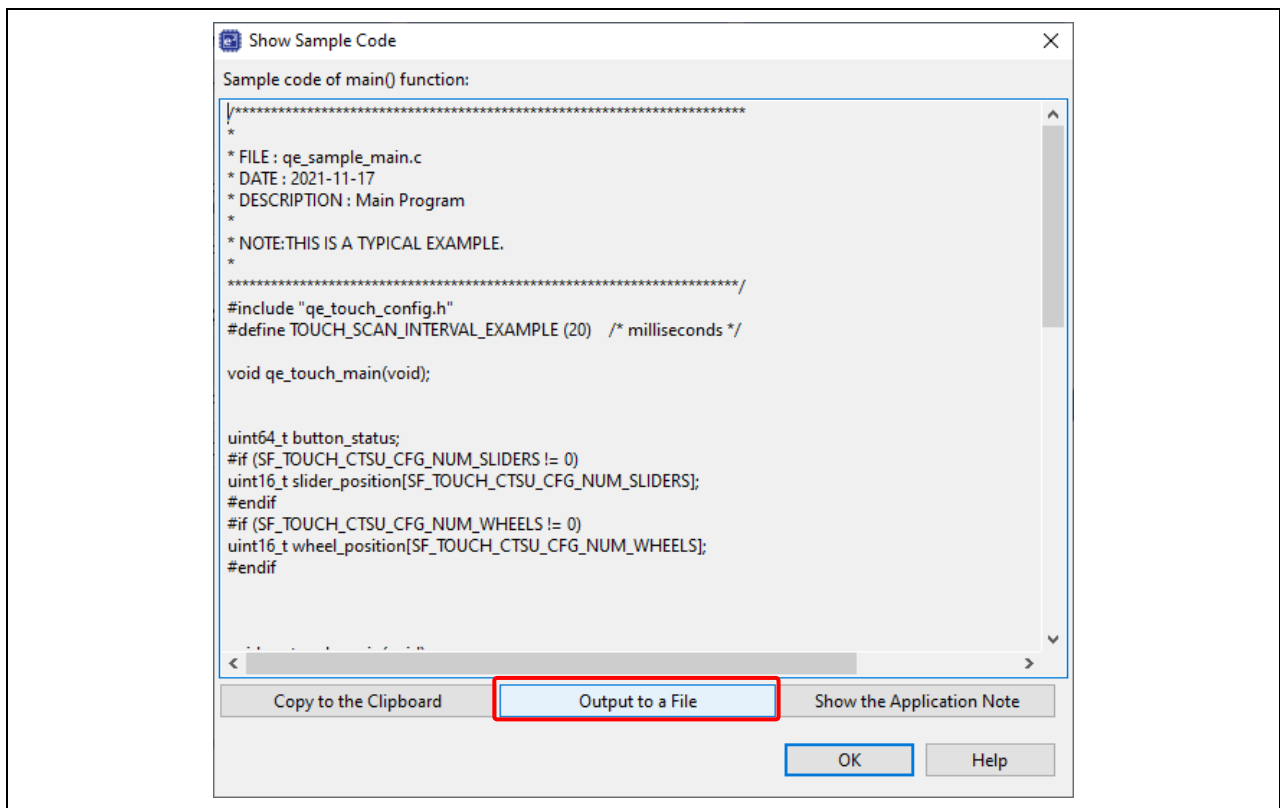 Show Sample Code
Sample code of main() function:
/************************************************************************
*
* FILE : qe_sample_main.c
* DATE : 2021-11-17
* DESCRIPTION : Main Program
*
* NOTE:THIS IS A TYPICAL EXAMPLE.
*
************************************************************************/
#include "qe_touch_config.h"
#define TOUCH_SCAN_INTERVAL_EXAMPLE (20)    /* milliseconds */
void qe_touch_main(void);
uint64_t button_status;
#if (SF_TOUCH_CTSU_CFG_NUM_SLIDERS != 0)
uint16_t slider_position[SF_TOUCH_CTSU_CFG_NUM_SLIDERS];
#endif
#if (SF_TOUCH_CTSU_CFG_NUM_WHEELS != 0)
uint16_t wheel_position[SF_TOUCH_CTSU_CFG_NUM_WHEELS];
#endif
Copy to the Clipboard
Output to a File
Show the Application Note
OK
Help